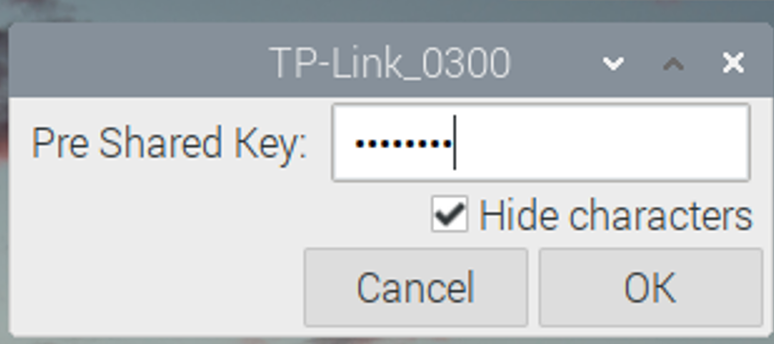 TP-Link_0300
Pre Shared Key: ••••••••
Hide characters
Cancel OK